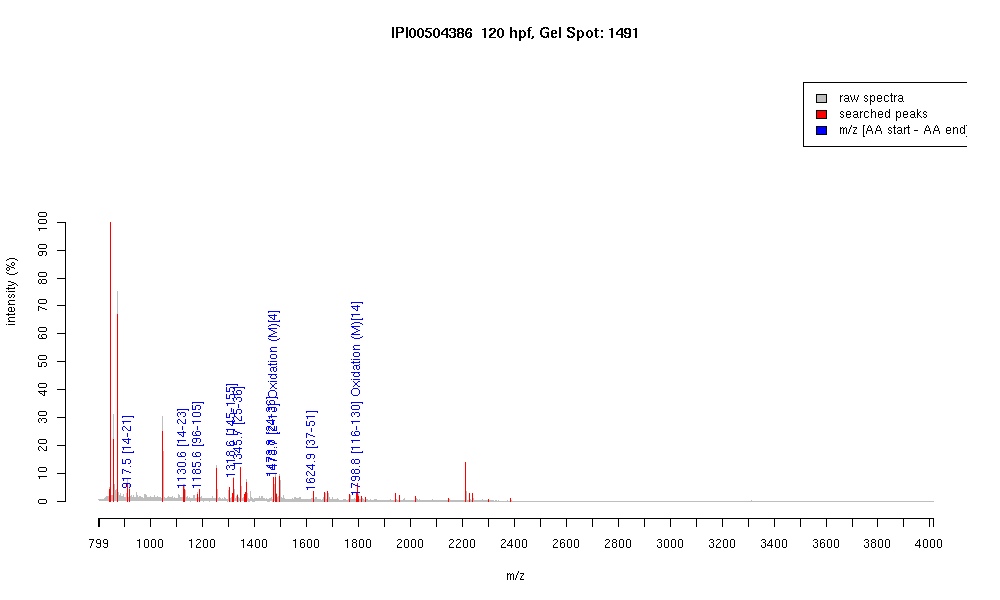 IPI00504386 120 hpf, Gel Spot: 1491
raw spectra
searched peaks
m/z [AA start - AA end]
intensity (%)
100
90
80
70
60
50
40
30
20
10
0
917.5 [14-21]
1130.6 [14-23]
1185.6 [96-105]
1318.6 [145-155]
1345.7 [25-36]
Oxidation (M)[4]
1624.9 [37-51]
1798.8 [116-130] Oxidation (M)[14]
799 1000 1200 1400 1600 1800 2000 2200 2400 2600 2800 3000 3200 3400 3600 3800 4000
m/z